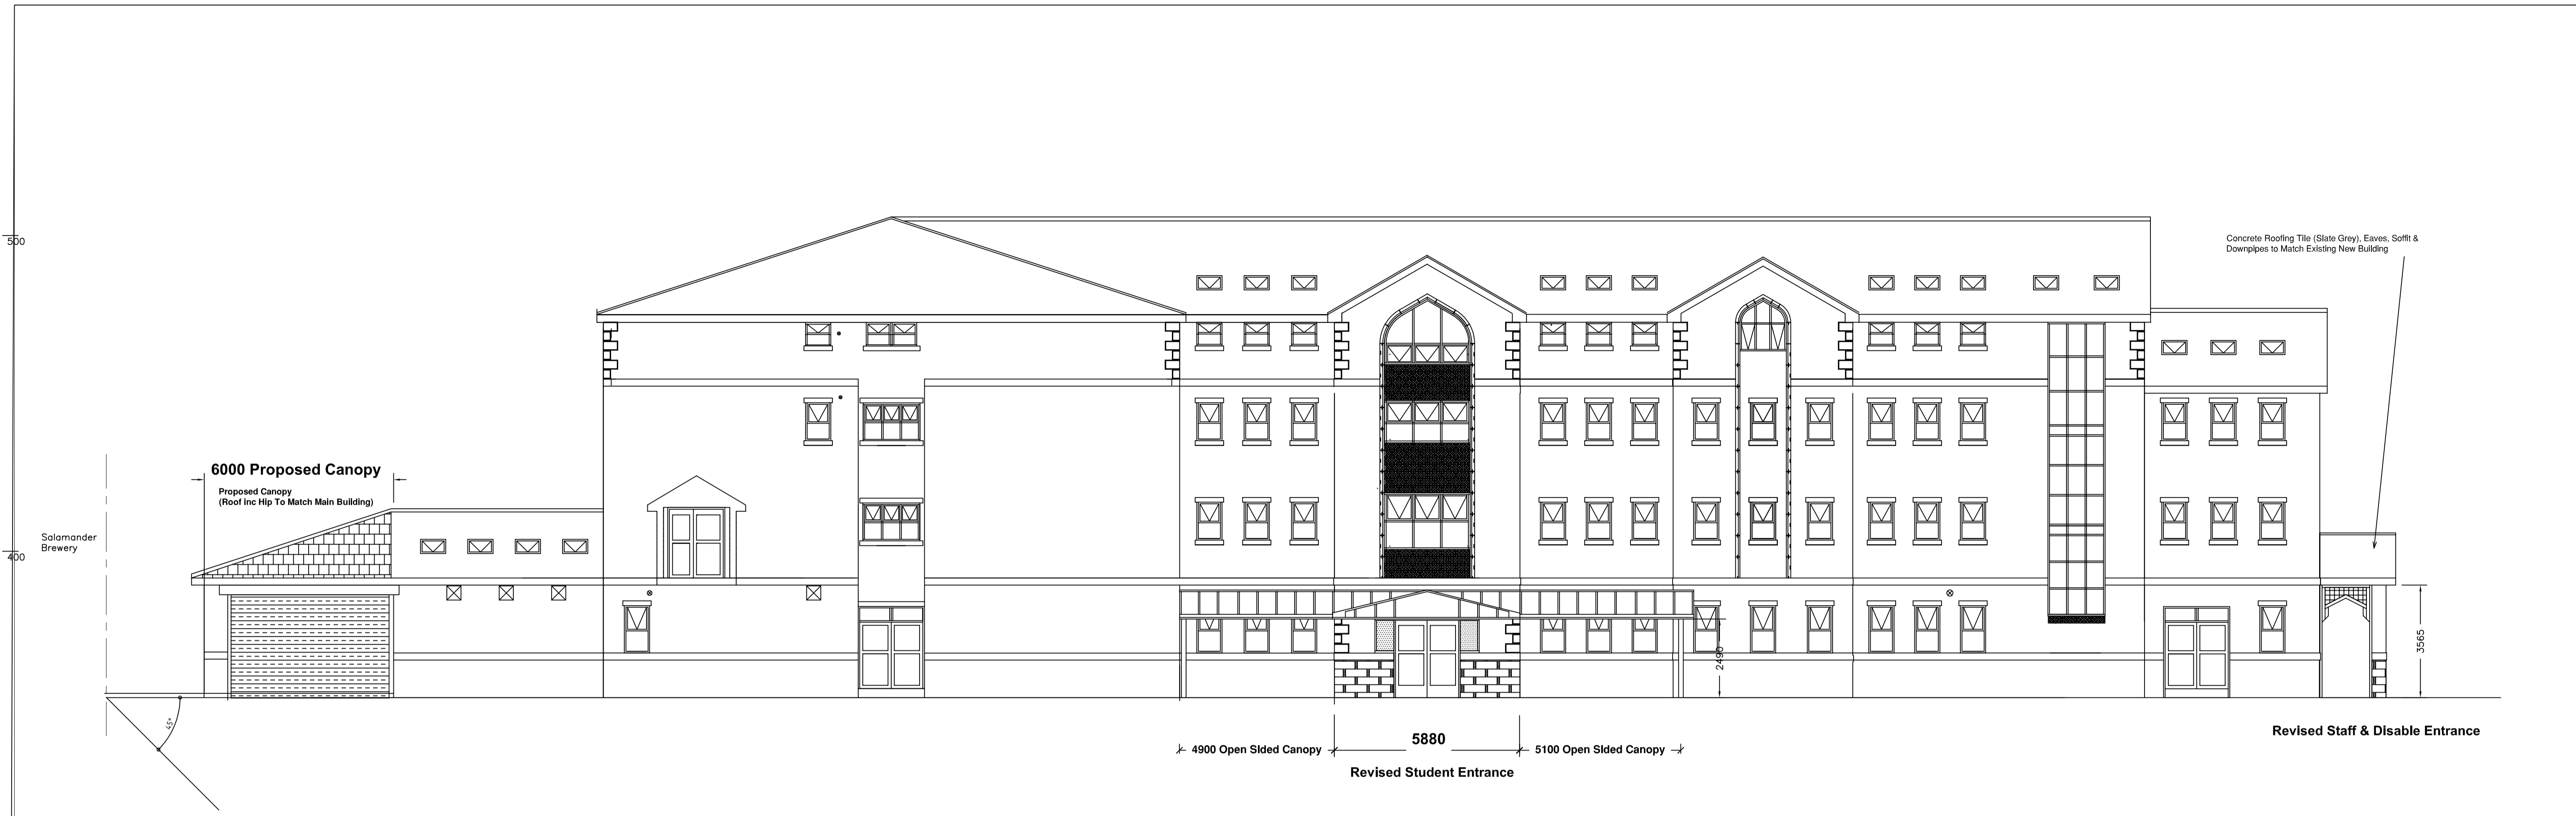 500
Concrete Roofing Tile (Slate Grey), Eaves, Soffit &
Downpipes to Match Existing New Building
6000 Proposed Canopy
Proposed Canopy
(Roof inc Hip To Match Main Building)
Salamander
Brewery
400
2490
3565
45°
Revised Staff & Disable Entrance
4900 Open Sided Canopy
5880
5100 Open Sided Canopy
Revised Student Entrance